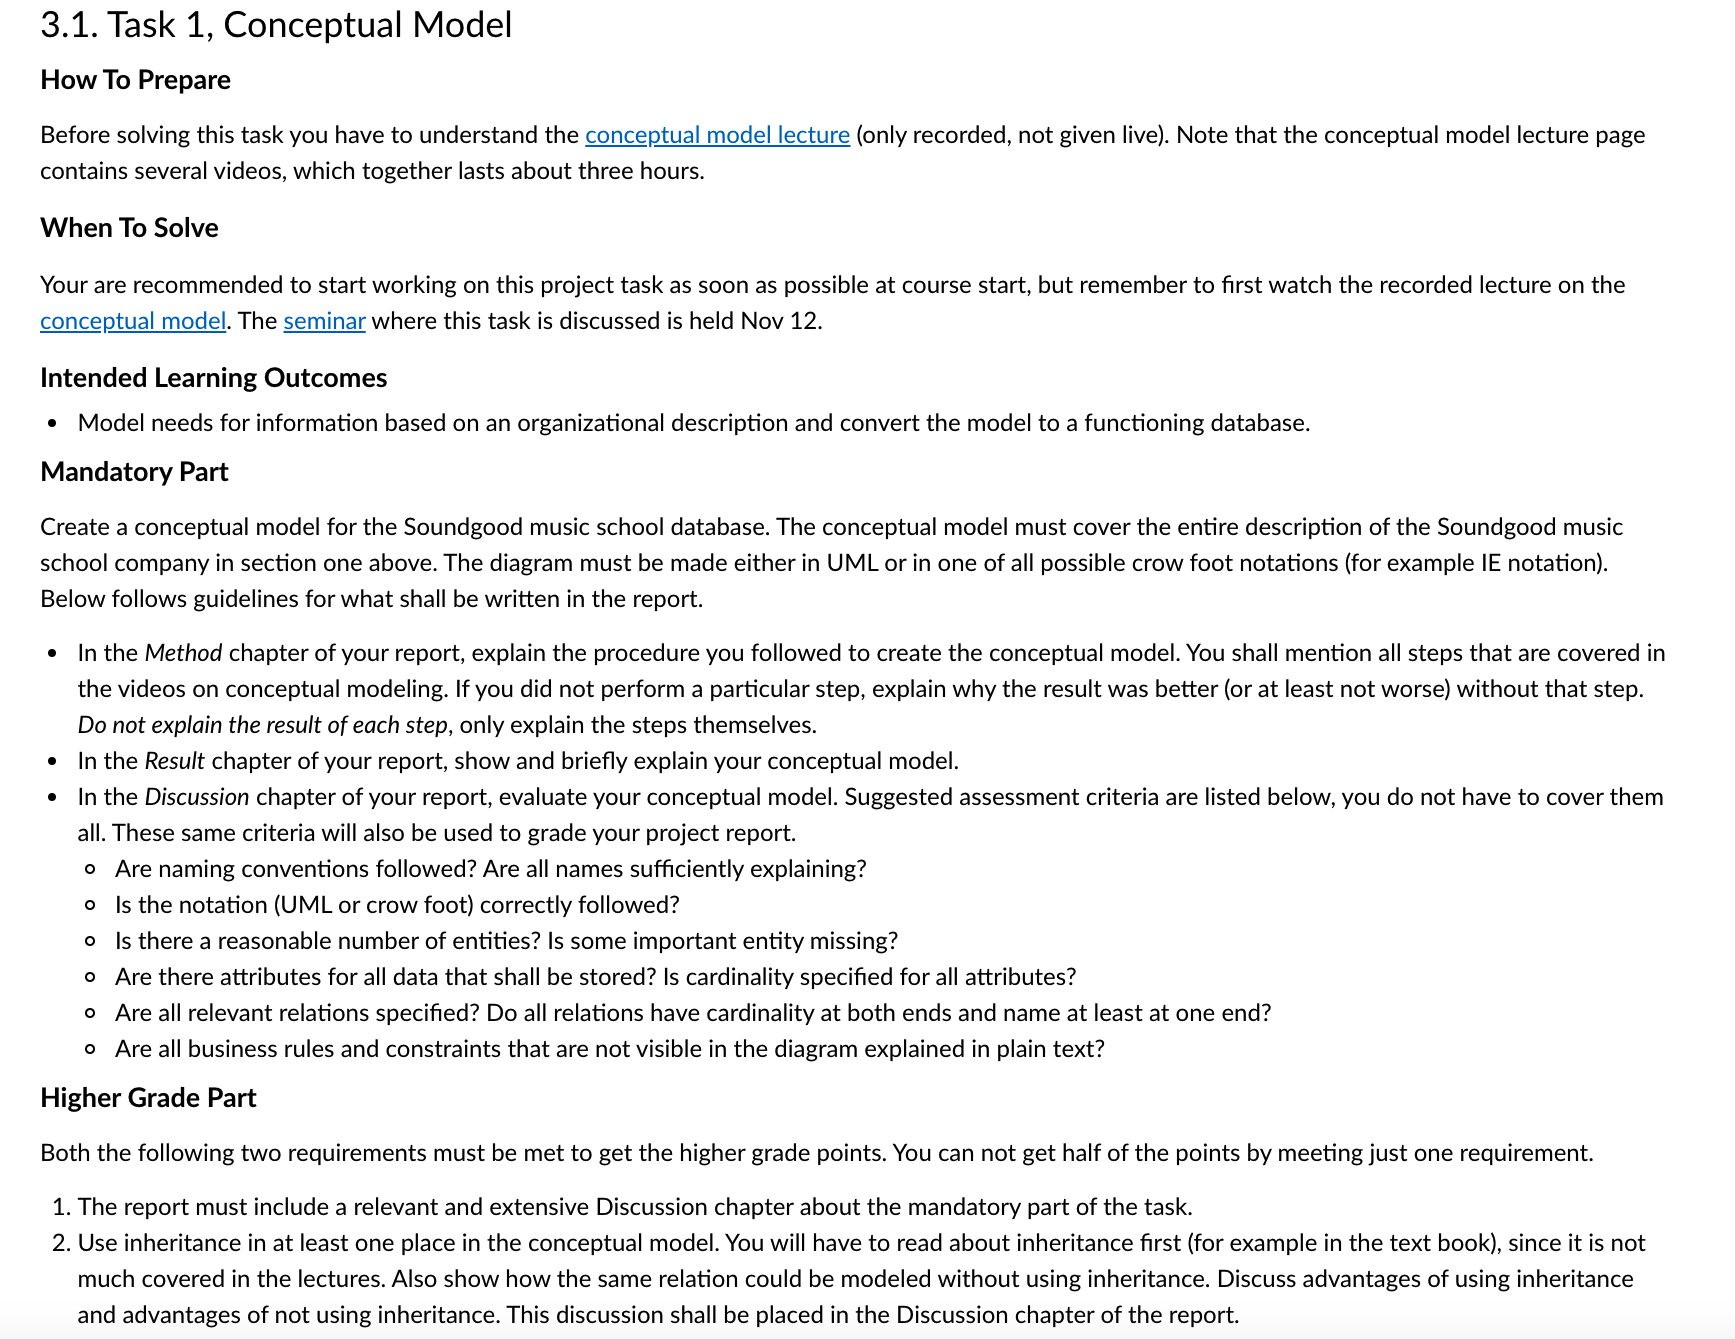 3.1. Task 1, Conceptual Model
How To Prepare
Before solving this task you have to understand the conceptual model lecture (only recorded, not given live). Note that the conceptual model lecture page
contains several videos, which together lasts about three hours.
When To Solve
Your are recommended to start working on this project task as soon as possible at course start, but remember to first watch the recorded lecture on the
conceptual model. The seminar where this task is discussed is held Nov 12.
Intended Learning Outcomes
• Model needs for information based on an organizational description and convert the model to a functioning database.
Mandatory Part
Create a conceptual model for the Soundgood music school database. The conceptual model must cover the entire description of the Soundgood music
school company in section one above. The diagram must be made either in UML or in one of all possible crow foot notations (for example IE notation).
Below follows guidelines for what shall be written in the report.
• In the Method chapter of your report, explain the procedure you followed to create the conceptual model. You shall mention all steps that are covered in
the videos on conceptual modeling. If you did not perform a particular step, explain why the result was better (or at least not worse) without that step.
Do not explain the result of each step, only explain the steps themselves.
• In the Result chapter of your report, show and briefly explain your conceptual model.
• In the Discussion chapter of your report, evaluate your conceptual model. Suggested assessment criteria are listed below, you do not have to cover them
all. These same criteria will also be used to grade your project report.
◦ Are naming conventions followed? Are all names sufficiently explaining?
◦ Is the notation (UML or crow foot) correctly followed?
◦ Is there a reasonable number of entities? Is some important entity missing?
◦ Are there attributes for all data that shall be stored? Is cardinality specified for all attributes?
◦ Are all relevant relations specified? Do all relations have cardinality at both ends and name at least at one end?
◦ Are all business rules and constraints that are not visible in the diagram explained in plain text?
Higher Grade Part
Both the following two requirements must be met to get the higher grade points. You can not get half of the points by meeting just one requirement.
1. The report must include a relevant and extensive Discussion chapter about the mandatory part of the task.
2. Use inheritance in at least one place in the conceptual model. You will have to read about inheritance first (for example in the text book), since it is not
much covered in the lectures. Also show how the same relation could be modeled without using inheritance. Discuss advantages of using inheritance
and advantages of not using inheritance. This discussion shall be placed in the Discussion chapter of the report.